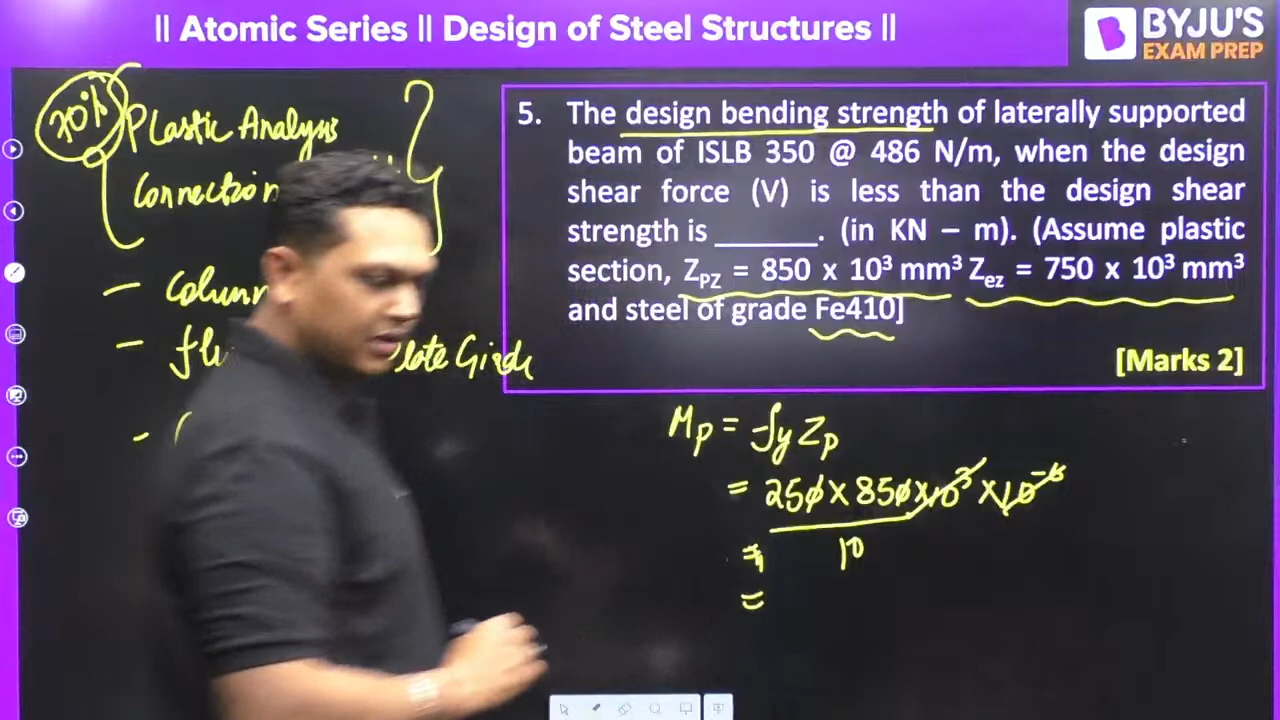 || Atomic Series || Design of Steel Structures ||
BYJU'S
EXAM PREP
70%
Plastic Analysis
Connection
5. The design bending strength of laterally supported
beam of ISLB 350 @ 486 N/m, when the design
shear force (V) is less than the design shear
strength is ______. (in KN – m). (Assume plastic
section, ZPZ = 850 x 10³ mm³ Zez = 750 x 10³ mm³
and steel of grade Fe410]
[Marks 2]
Mp = fy Zp
= 250 x 850 x 10³ x 10⁻⁶
= 10
=